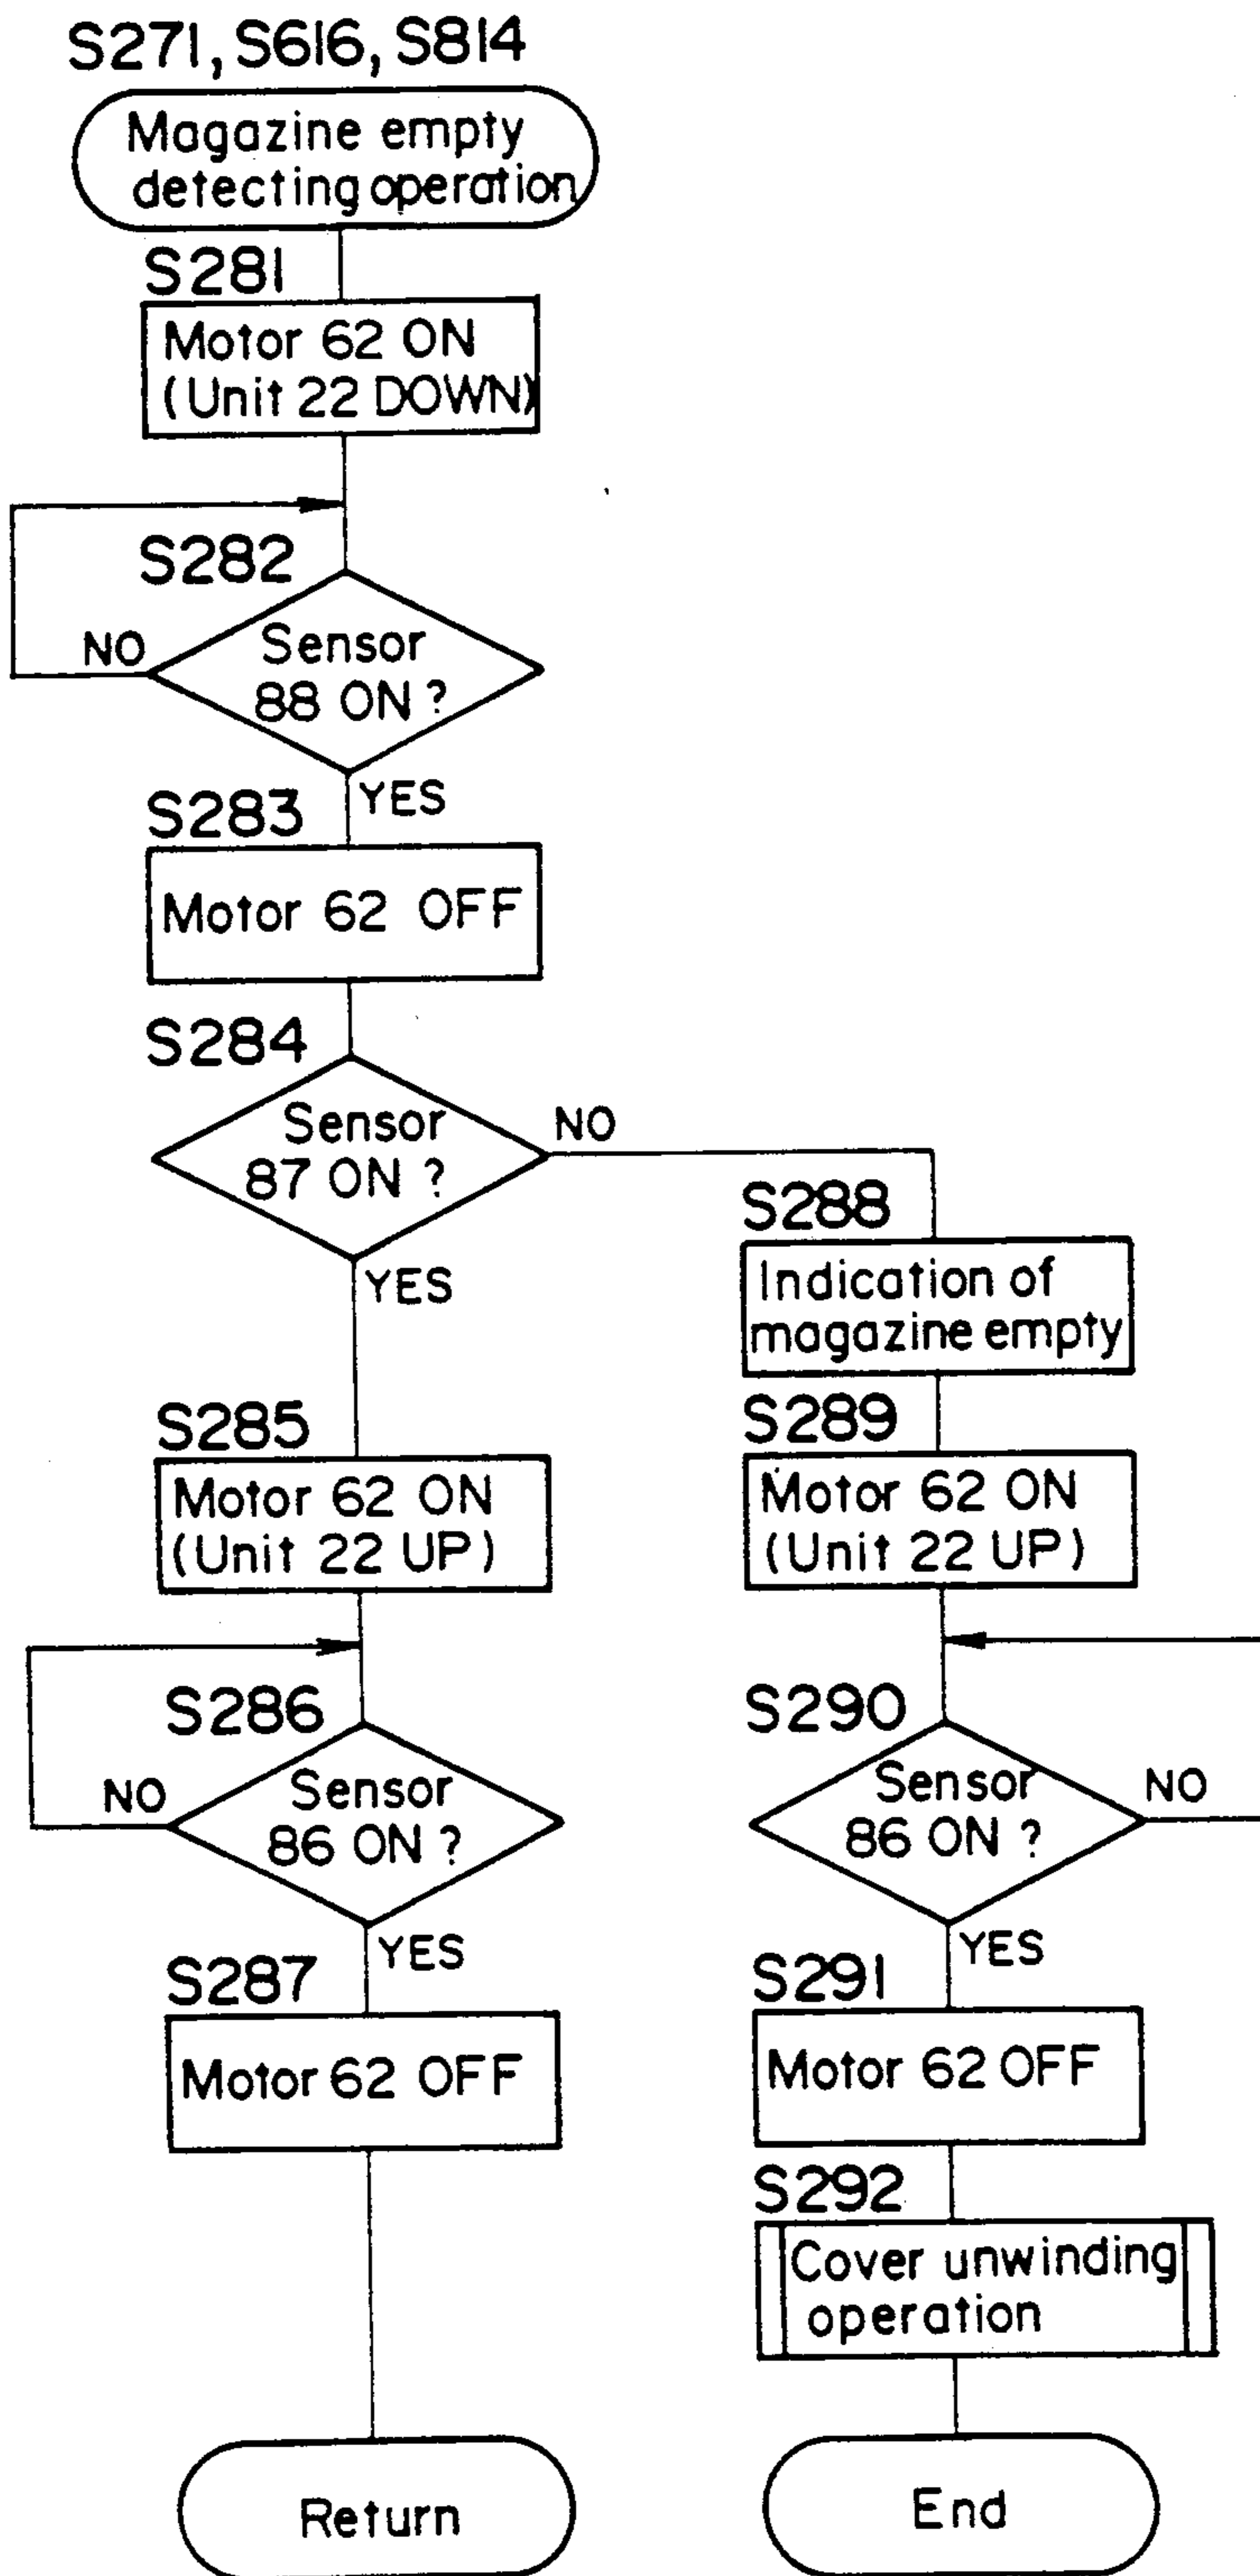 S271, S616, S814
Magazine empty
detecting operation
S281
Motor 62 ON
(Unit 22 DOWN)
S282
NO
Sensor
88 ON ?
YES
S283
Motor 62 OFF
S284
Sensor
87 ON ?
NO
YES
S285
Motor 62 ON
(Unit 22 UP)
S286
NO
Sensor
86 ON ?
YES
S287
Motor 62 OFF
Return
S288
Indication of
magazine empty
S289
Motor 62 ON
(Unit 22 UP)
S290
Sensor
86 ON ?
NO
YES
S291
Motor 62 OFF
S292
Cover unwinding
operation
End